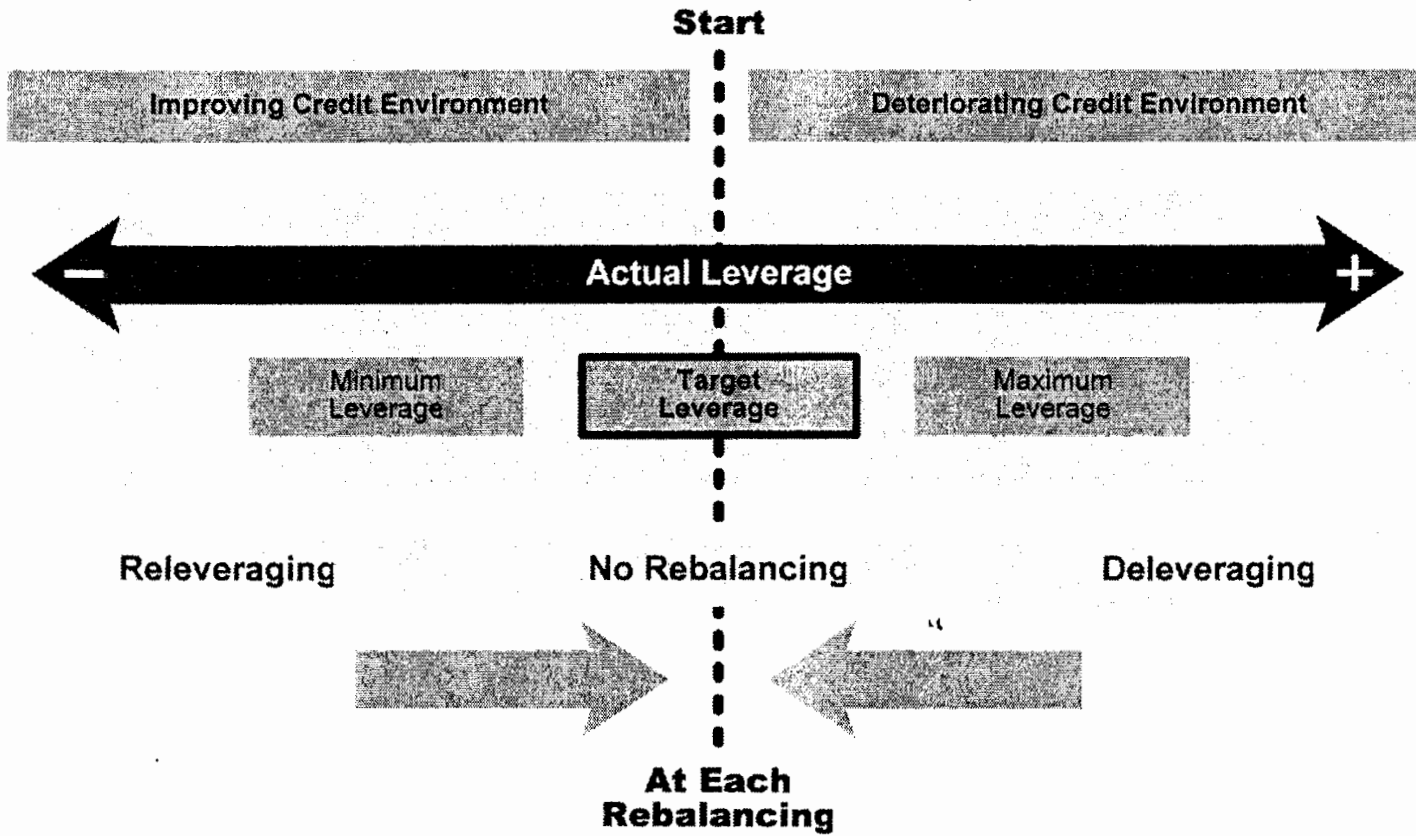 Start
Improving Credit Environment
Deteriorating Credit Environment
− Actual Leverage +
Minimum
Leverage
Target
Leverage
Maximum
Leverage
Releveraging
No Rebalancing
Deleveraging
At Each
Rebalancing